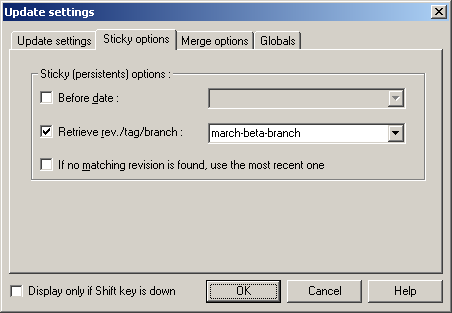 Update settings
Update settings Sticky options Merge options Globals
Sticky (persistents) options :
Before date :
Retrieve rev./tag/branch : march-beta-branch
If no matching revision is found, use the most recent one
Display only if Shift key is down OK Cancel Help